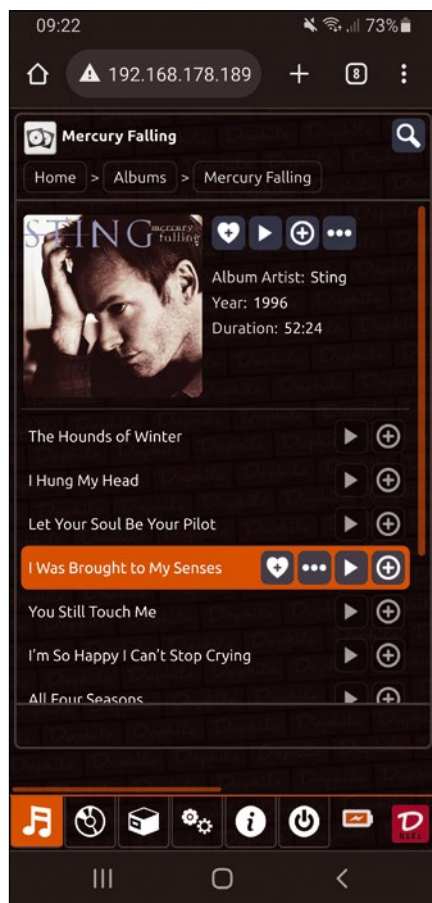 09:22 73%
192.168.178.189 + 8
Mercury Falling
Home > Albums > Mercury Falling
STING mercury
falling
Album Artist: Sting
Year: 1996
Duration: 52:24
The Hounds of Winter
I Hung My Head
Let Your Soul Be Your Pilot
I Was Brought to My Senses
You Still Touch Me
I'm So Happy I Can't Stop Crying
All Four Seasons
D